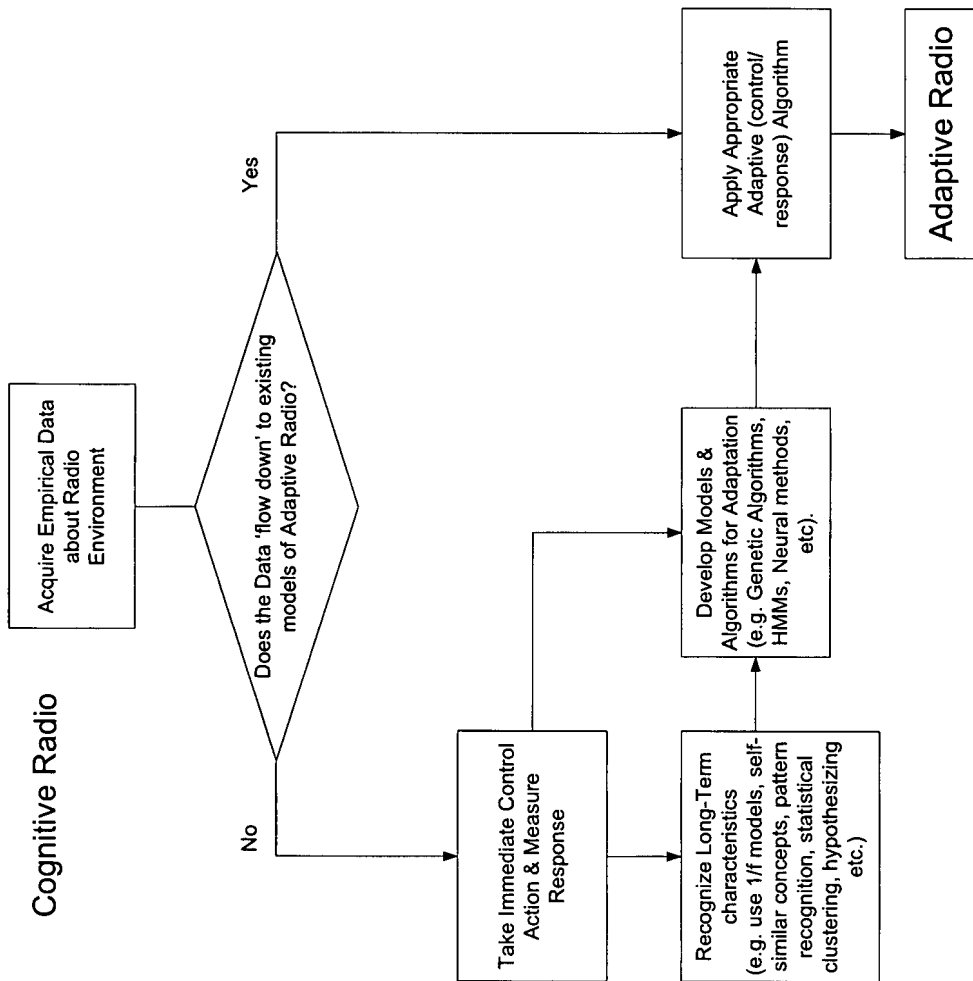 Cognitive Radio
Acquire Empirical Data
about Radio
Environment
Does the Data 'flow down' to existing
models of Adaptive Radio?
No
Yes
Take Immediate Control
Action & Measure
Response
Recognize Long-Term
characteristics
(e.g. use 1/f models, self-
similar concepts, pattern
recognition, statistical
clustering, hypothesizing
etc.)
Develop Models &
Algorithms for Adaptation
(e.g. Genetic Algorithms,
HMMs, Neural methods,
etc).
Apply Appropriate
Adaptive (control/
response) Algorithm
Adaptive Radio